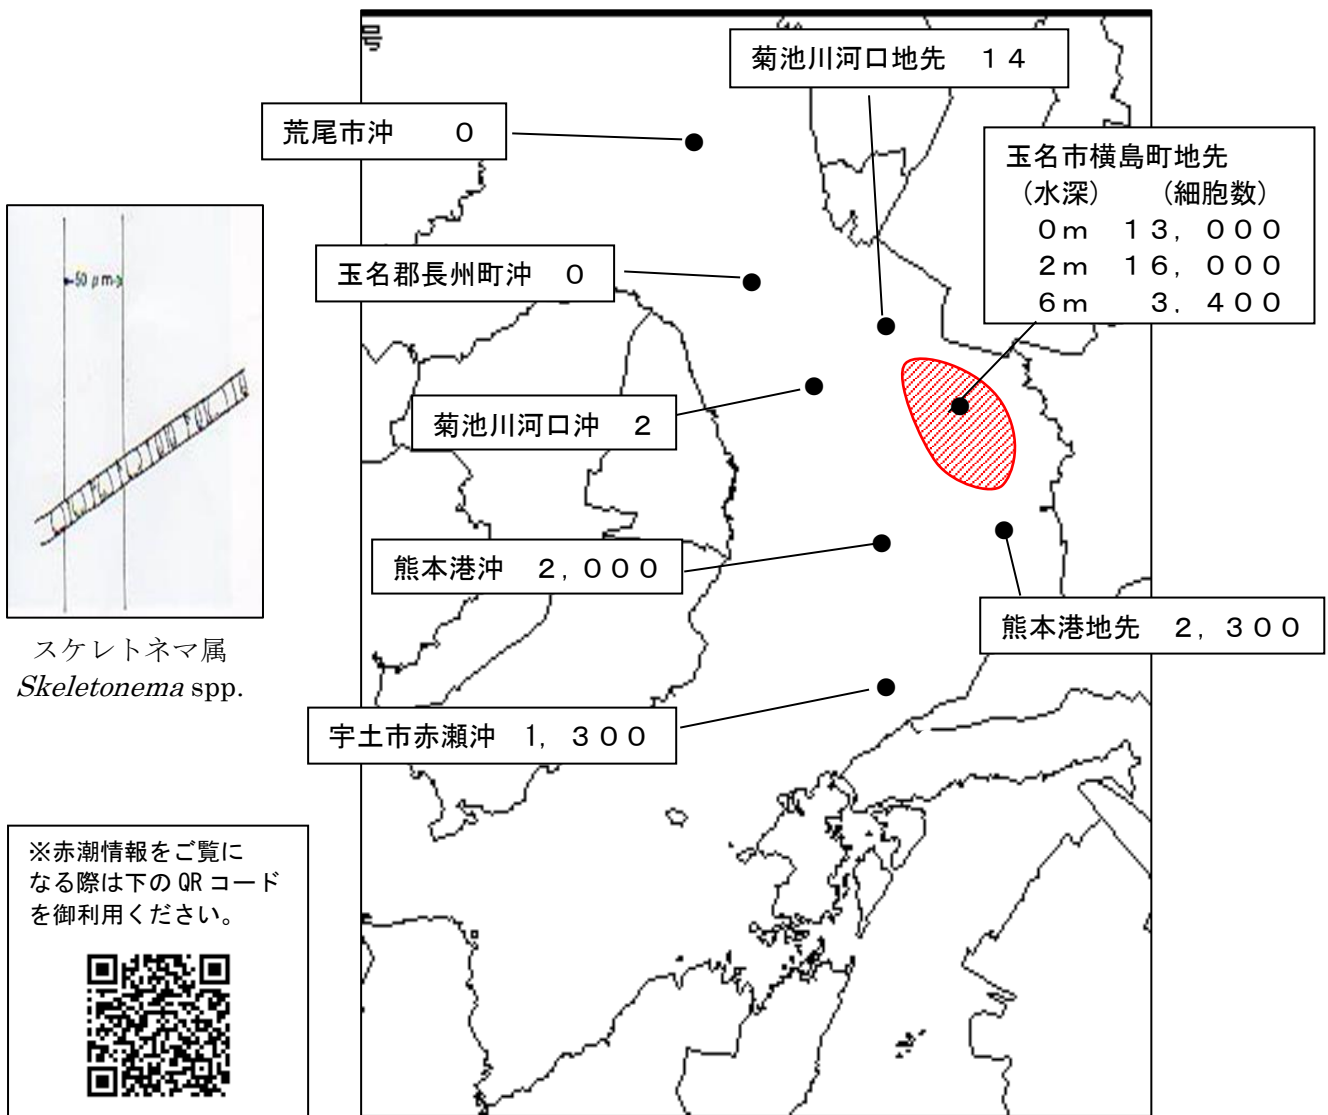 号
菊池川河口地先　１４
荒尾市沖　　０
玉名市横島町地先
（水深）　　（細胞数）
０ｍ　１３，０００
２ｍ　１６，０００
６ｍ　　３，４００
50 μm
玉名郡長州町沖　０
菊池川河口沖　２
熊本港沖　２，０００
熊本港地先　２，３００
スケレトネマ属
Skeletonema spp.
宇土市赤瀬沖　１，３００
※赤潮情報をご覧に
なる際は下の QR コード
を御利用ください。